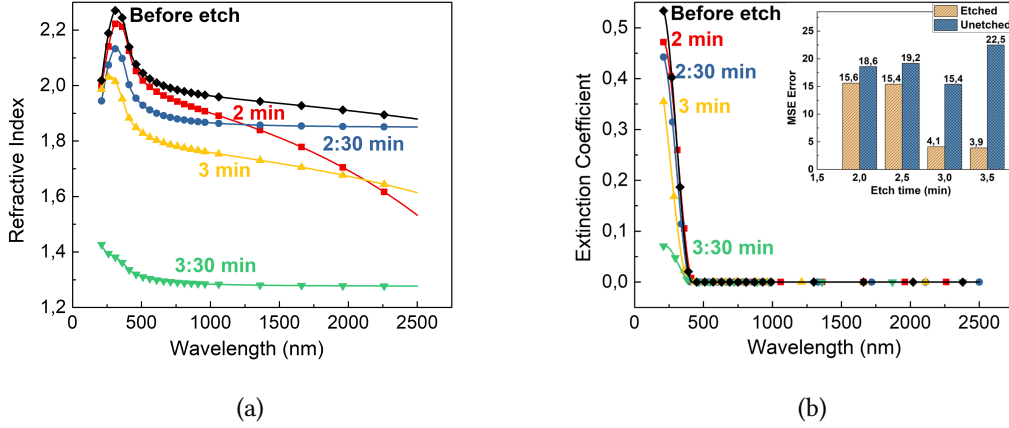 2,2
2,0
1,8
1,6
1,4
1,2
Refractive Index
Before etch
2 min
2:30 min
3 min
3:30 min
0 500 1000 1500 2000 2500
Wavelength (nm)
(a)
0,5
0,4
0,3
0,2
0,1
0,0
Extinction Coefficient
Before etch
2 min
2:30 min
3 min
3:30 min
0 500 1000 1500 2000 2500
Wavelength (nm)
Etched
Unetched
25
20
15
10
5
0
MSE Error
15,6 18,6 15,4 19,2 4,1 15,4 3,9 22,5
1,5 2,0 2,5 3,0 3,5
Etch time (min)
(b)